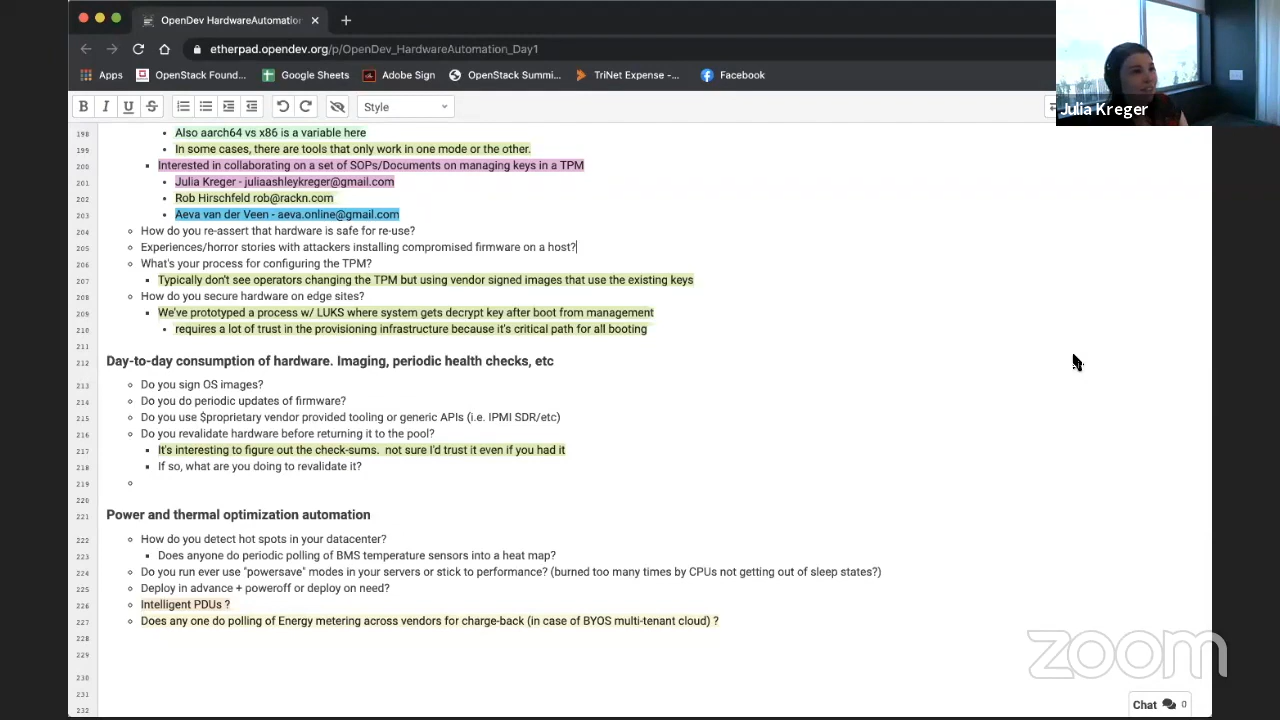 OpenDev HardwareAutomation
etherpad.opendev.org/p/OpenDev_HardwareAutomation_Day1
Apps
OpenStack Found...
Google Sheets
Adobe Sign
OpenStack Summi...
TriNet Expense -...
Facebook
Julia Kreger
B I U S
Style
198 Also aarch64 vs x86 is a variable here
199 In some cases, there are tools that only work in one mode or the other.
200 Interested in collaborating on a set of SOPs/Documents on managing keys in a TPM
201 Julia Kreger - juliaashleykreger@gmail.com
202 Rob Hirschfeld rob@rackn.com
203 Aeva van der Veen - aeva.online@gmail.com
204 How do you re-assert that hardware is safe for re-use?
205 Experiences/horror stories with attackers installing compromised firmware on a host?
206 What's your process for configuring the TPM?
207 Typically don't see operators changing the TPM but using vendor signed images that use the existing keys
208 How do you secure hardware on edge sites?
209 We've prototyped a process w/ LUKS where system gets decrypt key after boot from management
210 requires a lot of trust in the provisioning infrastructure because it's critical path for all booting
211
212 Day-to-day consumption of hardware. Imaging, periodic health checks, etc
213 Do you sign OS images?
214 Do you do periodic updates of firmware?
215 Do you use $proprietary vendor provided tooling or generic APIs (i.e. IPMI SDR/etc)
216 Do you revalidate hardware before returning it to the pool?
217 It's interesting to figure out the check-sums. not sure I'd trust it even if you had it
218 If so, what are you doing to revalidate it?
219
220
221 Power and thermal optimization automation
222 How do you detect hot spots in your datacenter?
223 Does anyone do periodic polling of BMS temperature sensors into a heat map?
224 Do you run ever use "powersave" modes in your servers or stick to performance? (burned too many times by CPUs not getting out of sleep states?)
225 Deploy in advance + poweroff or deploy on need?
226 Intelligent PDUs ?
227 Does any one do polling of Energy metering across vendors for charge-back (in case of BYOS multi-tenant cloud) ?
228
229
230
231
232
zoom
Chat 0